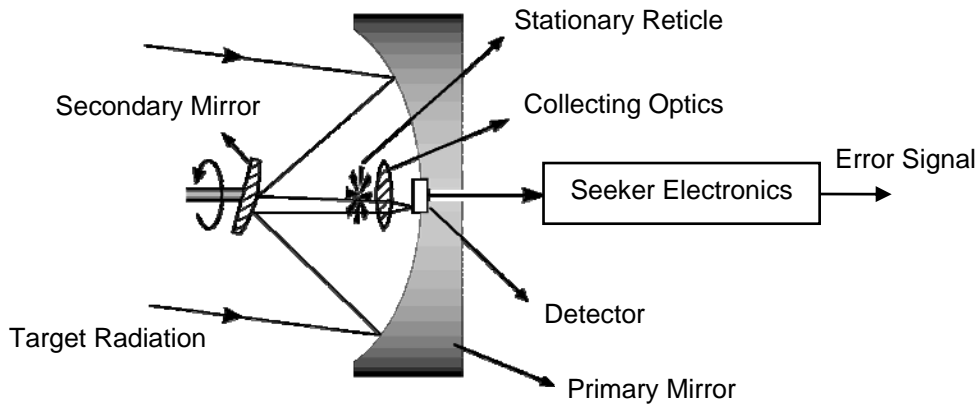 Stationary Reticle
Secondary Mirror
Collecting Optics
Error Signal
Seeker Electronics
Detector
Target Radiation
Primary Mirror